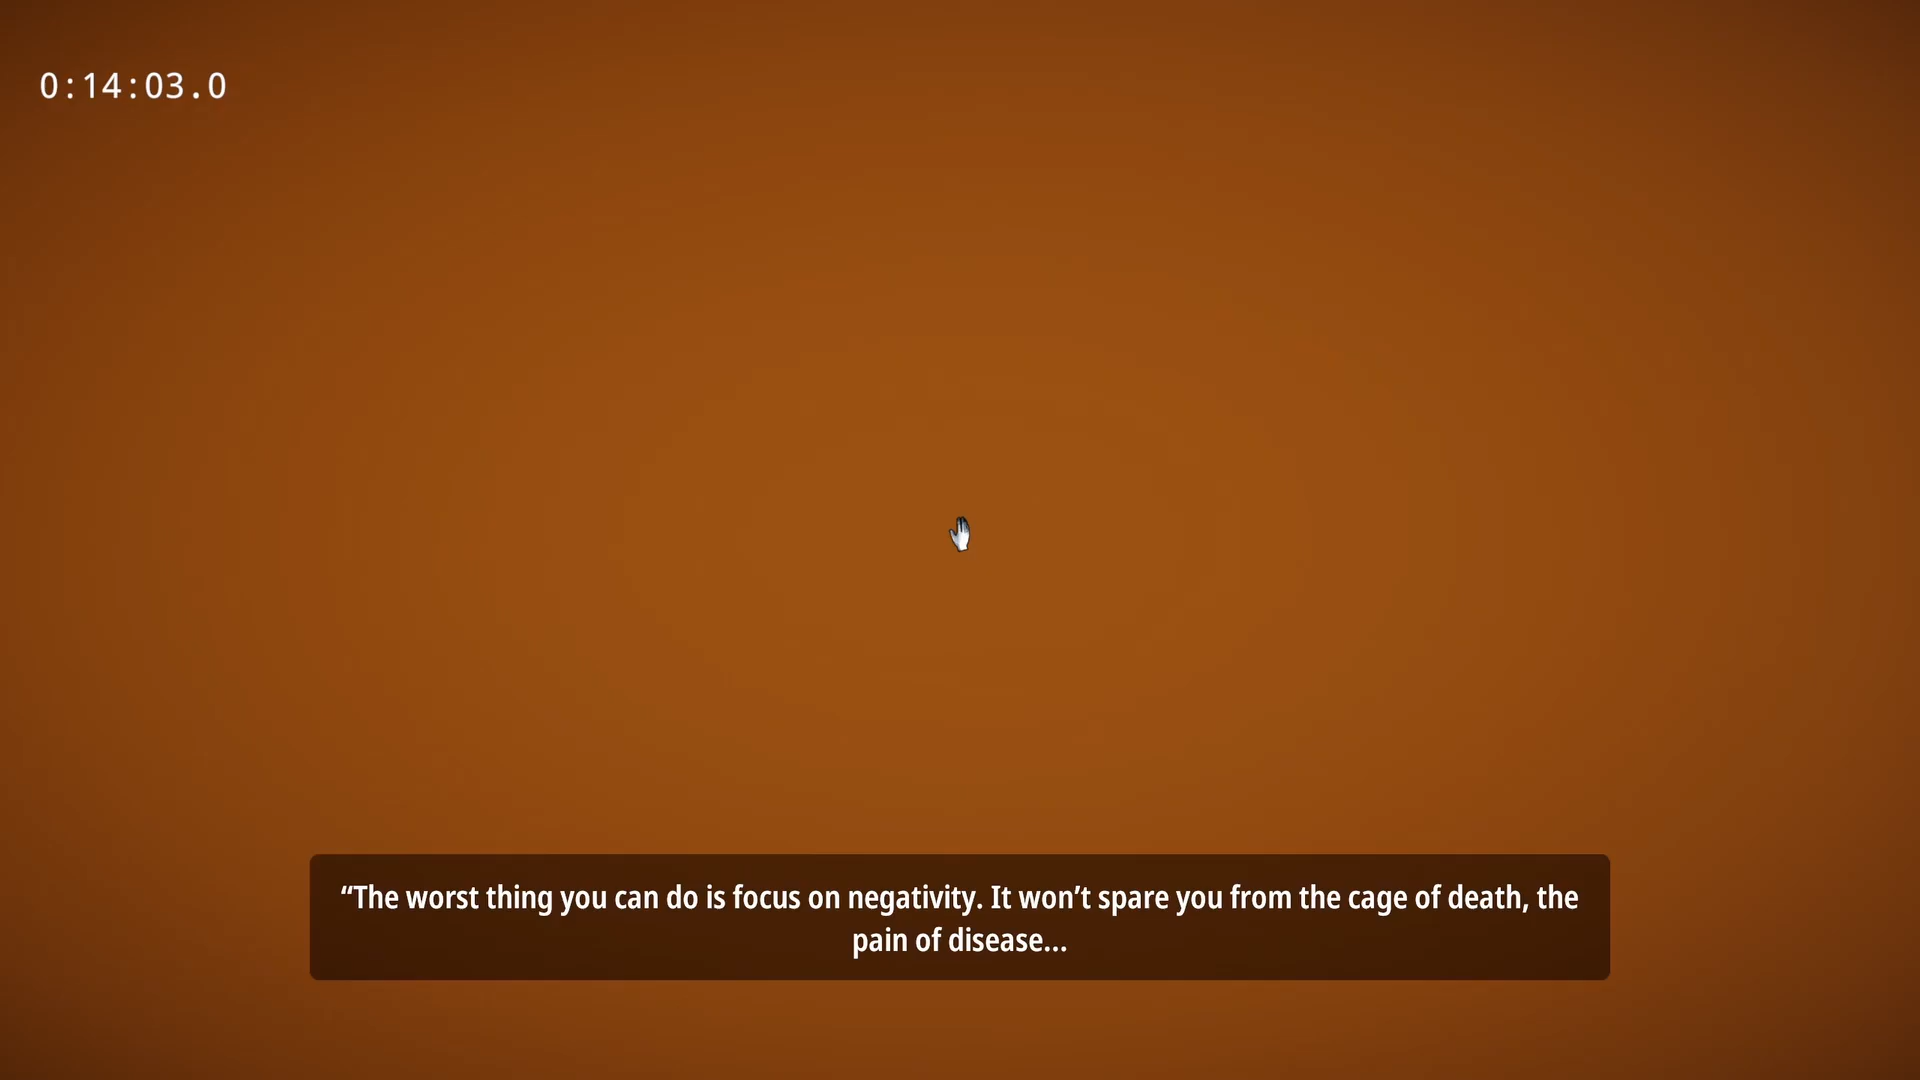 0:14:03.0
“The worst thing you can do is focus on negativity. It won’t spare you from the cage of death, the
pain of disease...